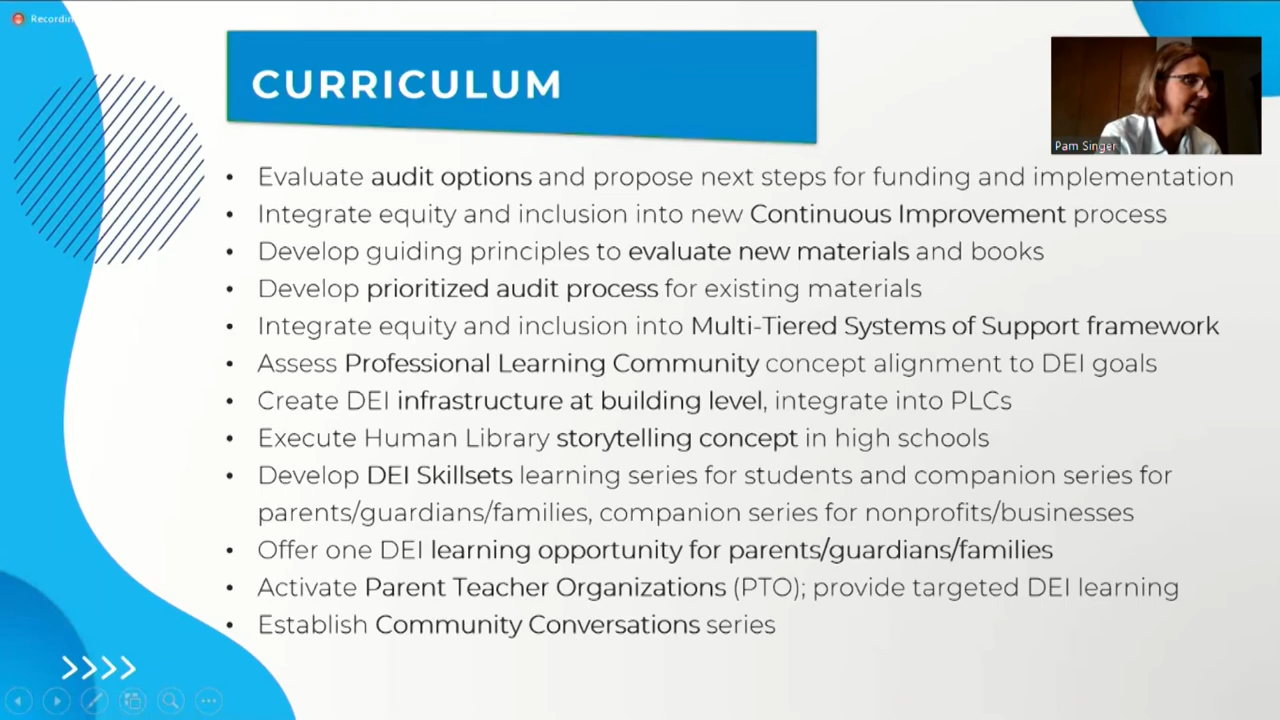 Recordin
CURRICULUM
Pam Singer
• Evaluate audit options and propose next steps for funding and implementation
• Integrate equity and inclusion into new Continuous Improvement process
• Develop guiding principles to evaluate new materials and books
• Develop prioritized audit process for existing materials
• Integrate equity and inclusion into Multi-Tiered Systems of Support framework
• Assess Professional Learning Community concept alignment to DEI goals
• Create DEI infrastructure at building level, integrate into PLCs
• Execute Human Library storytelling concept in high schools
• Develop DEI Skillsets learning series for students and companion series for
parents/guardians/families, companion series for nonprofits/businesses
• Offer one DEI learning opportunity for parents/guardians/families
• Activate Parent Teacher Organizations (PTO); provide targeted DEI learning
• Establish Community Conversations series